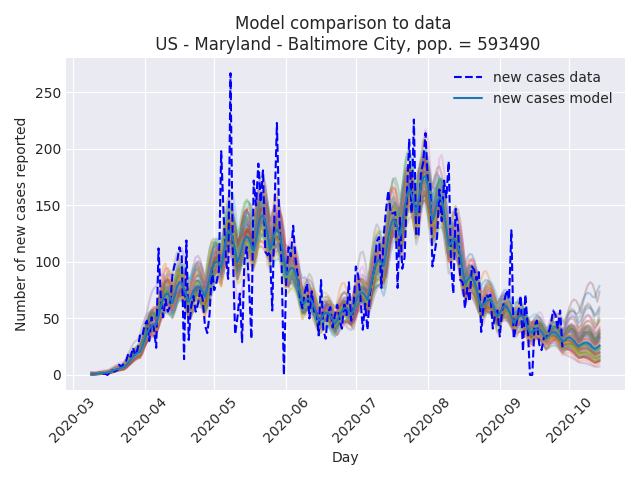 Model comparison to data
US - Maryland - Baltimore City, pop. = 593490
new cases data
new cases model
Number of new cases reported
250
200
150
100
50
0
2020-03
2020-04
2020-05
2020-06
2020-07
2020-08
2020-09
2020-10
Day